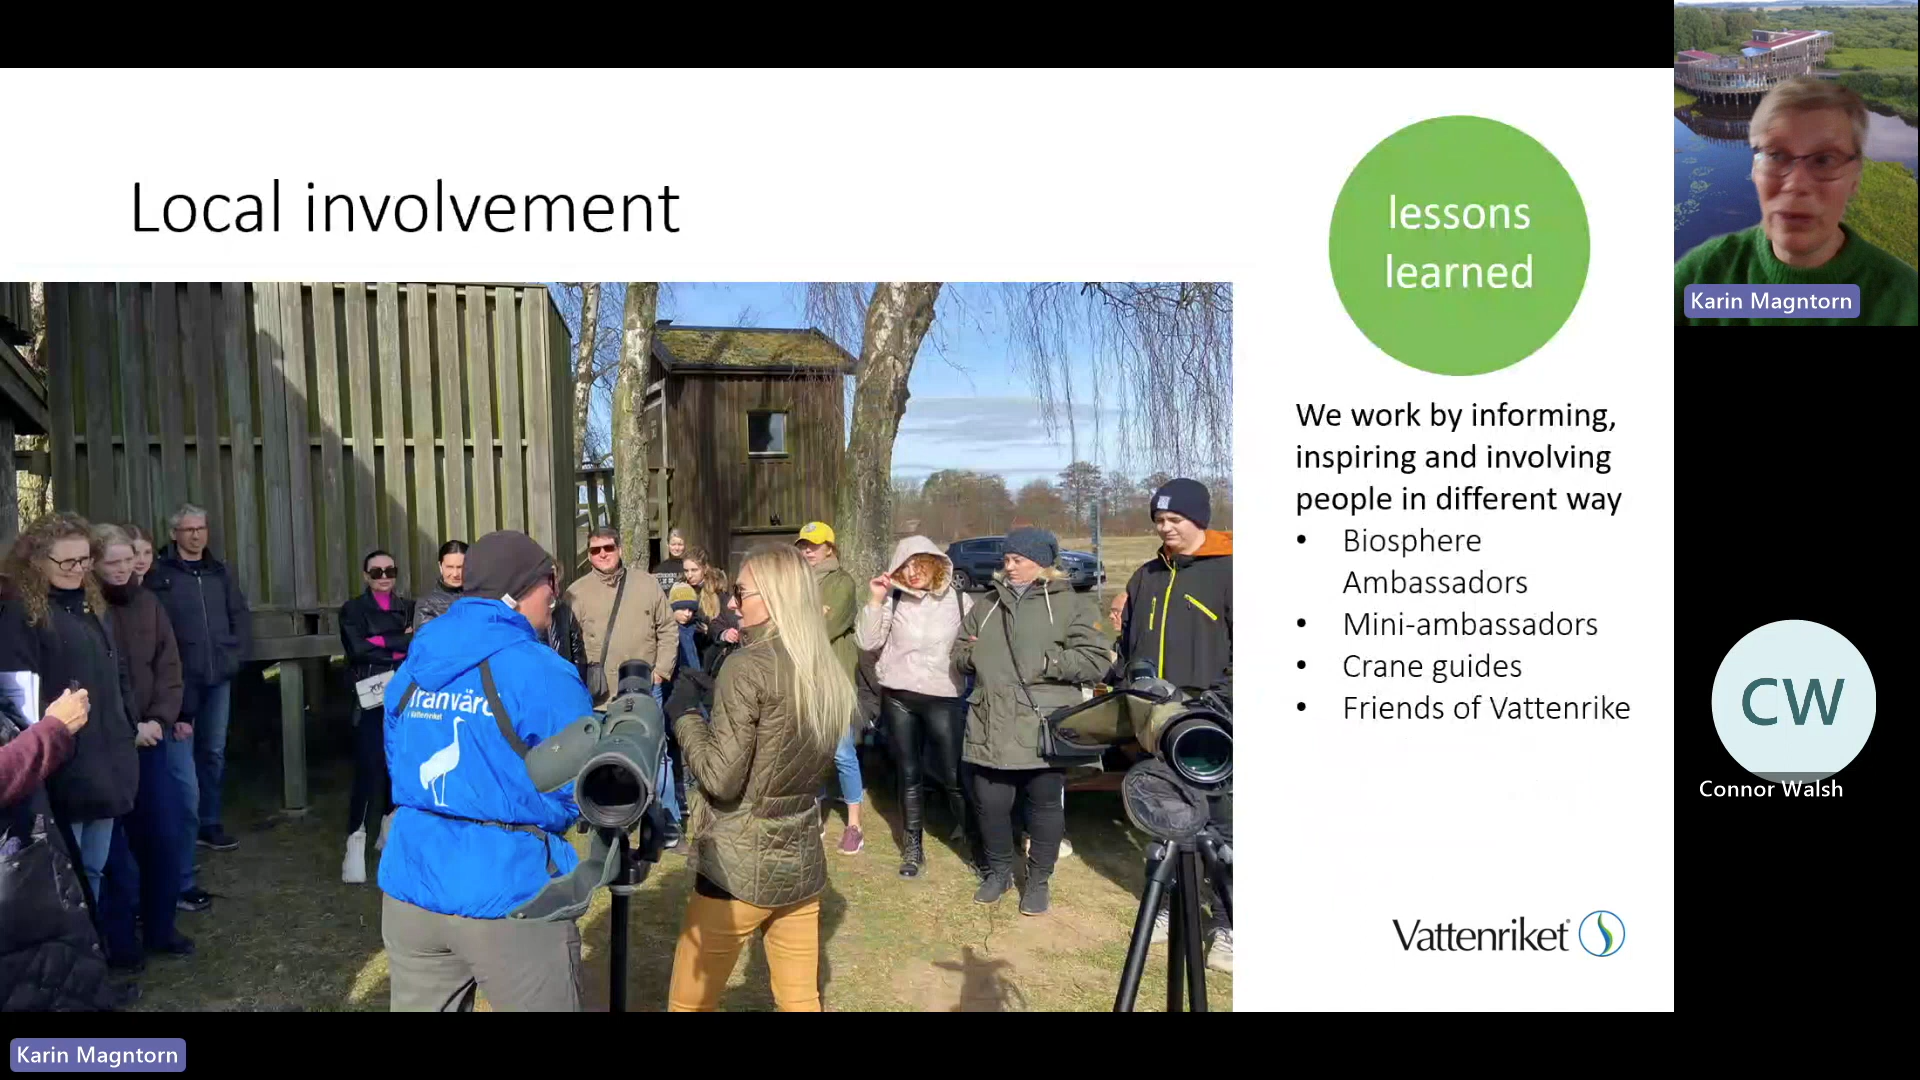 Local involvement
lessons
learned
We work by informing,
inspiring and involving
people in different way
• Biosphere
Ambassadors
• Mini-ambassadors
• Crane guides
• Friends of Vattenrike
Vattenriket
Karin Magntorn
CW
Connor Walsh
Karin Magntorn